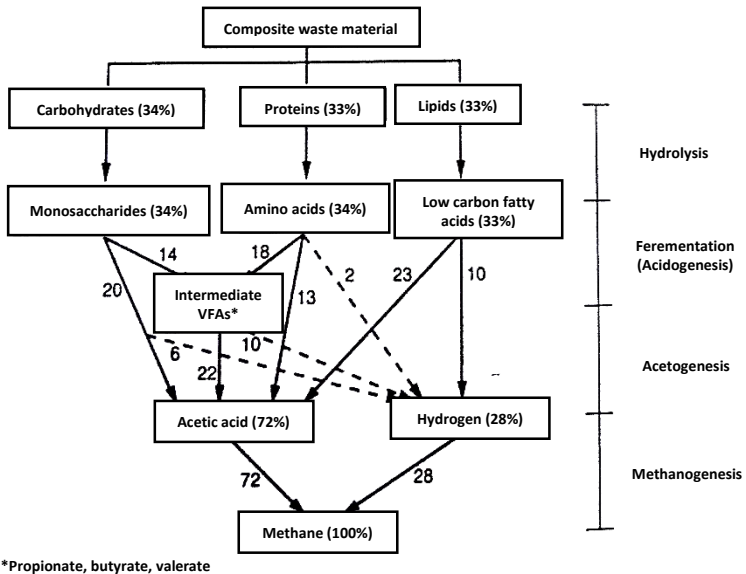 Composite waste material
Carbohydrates (34%)
Proteins (33%)
Lipids (33%)
Hydrolysis
Monosaccharides (34%)
Amino acids (34%)
Low carbon fatty
acids (33%)
Ferementation
(Acidogenesis)
14
18
2
23
10
20
13
Intermediate
VFAs*
6
10
22
Acetogenesis
Acetic acid (72%)
Hydrogen (28%)
72
28
Methanogenesis
Methane (100%)
*Propionate, butyrate, valerate